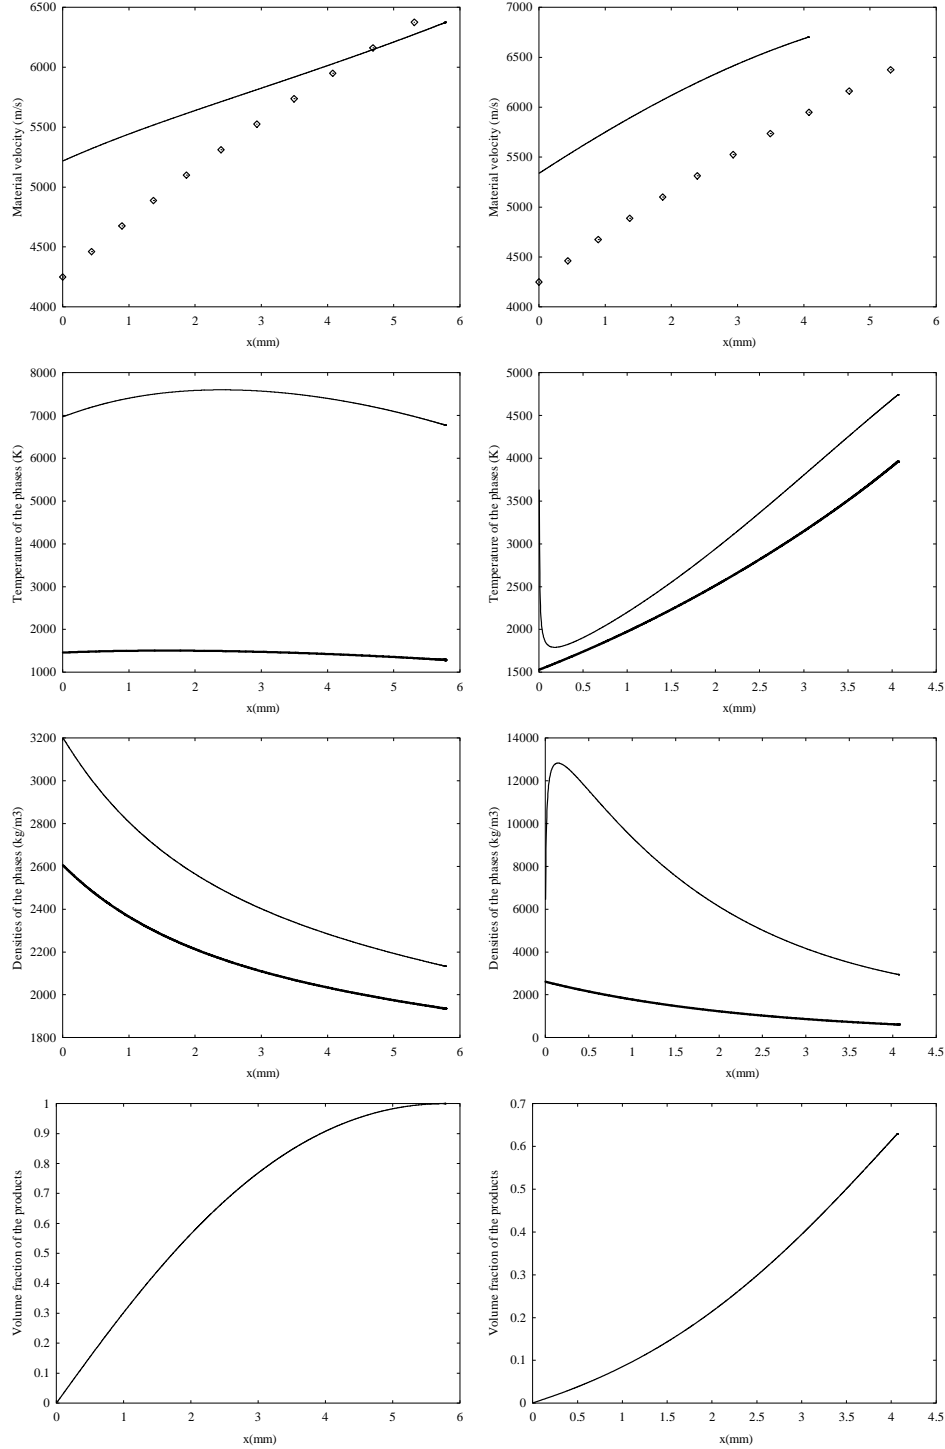 6500
6000
5500
5000
4500
4000
Material velocity (m/s)
0 1 2 3 4 5 6
x(mm)
7000
6500
6000
5500
5000
4500
4000
Material velocity (m/s)
0 1 2 3 4 5 6
x(mm)
8000
7000
6000
5000
4000
3000
2000
1000
Temperature of the phases (K)
0 1 2 3 4 5 6
x(mm)
5000
4500
4000
3500
3000
2500
2000
1500
Temperature of the phases (K)
0 0.5 1 1.5 2 2.5 3 3.5 4 4.5
x(mm)
3200
3000
2800
2600
2400
2200
2000
1800
Densities of the phases (kg/m3)
0 1 2 3 4 5 6
x(mm)
14000
12000
10000
8000
6000
4000
2000
0
Densities of the phases (kg/m3)
0 0.5 1 1.5 2 2.5 3 3.5 4 4.5
x(mm)
1
0.9
0.8
0.7
0.6
0.5
0.4
0.3
0.2
0.1
0
Volume fraction of the products
0 1 2 3 4 5 6
x(mm)
0.7
0.6
0.5
0.4
0.3
0.2
0.1
0
Volume fraction of the products
0 0.5 1 1.5 2 2.5 3 3.5 4 4.5
x(mm)